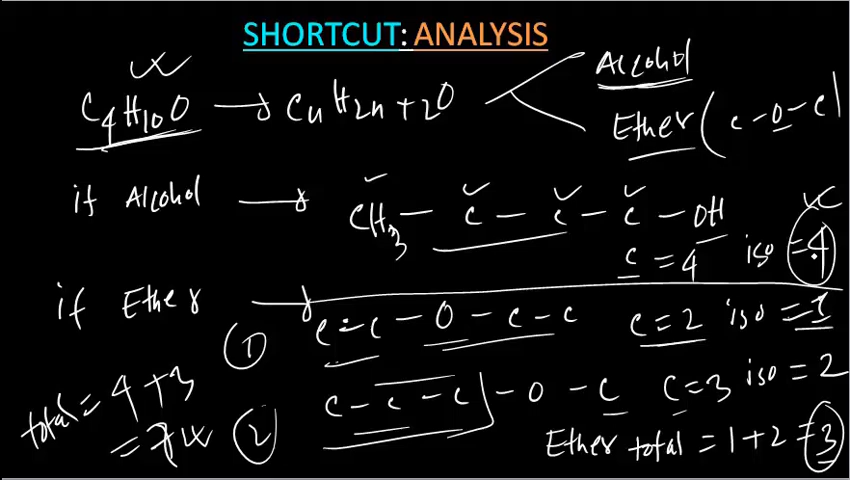 SHORTCUT: ANALYSIS
C4H10O → CnH2n+2O
Alcohol
Ether (C-O-C)
if Alcohol → CH3-C-C-C-OH
C=4 iso=4
if Ether →
① C-C-O-C-C C=2 iso=1
② C-C-C-O-C C=3 iso=2
Ether total=1+2=3
total=4+3
=7